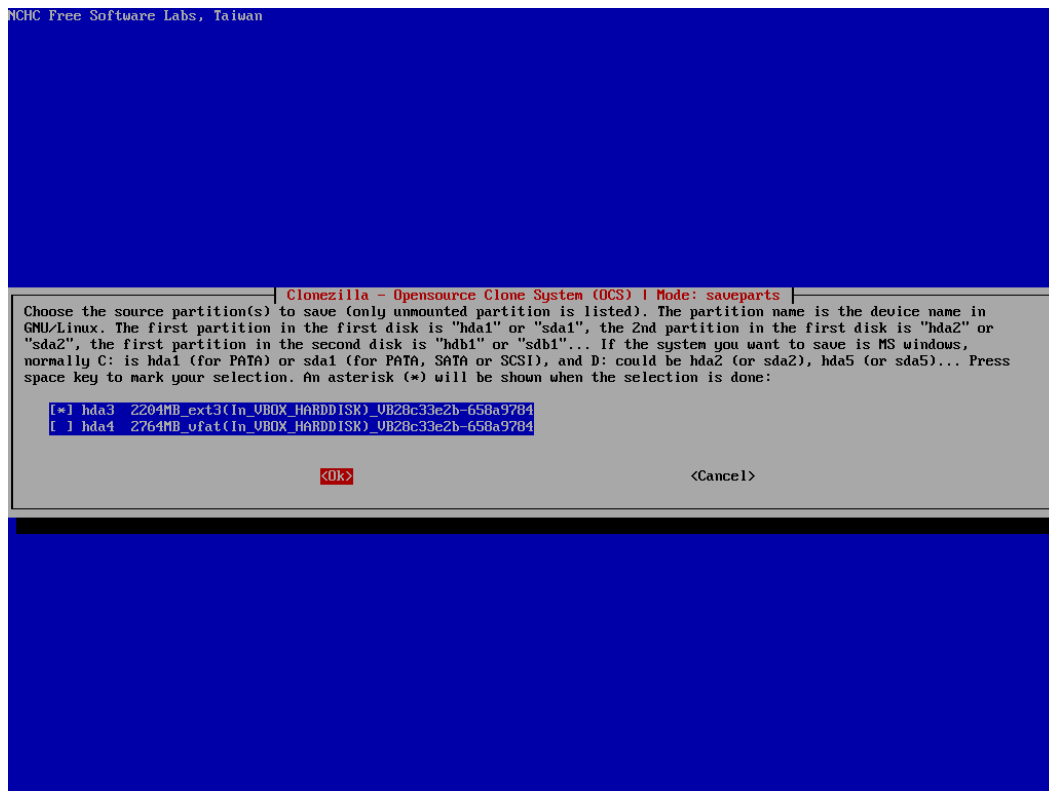 NCHC Free Software Labs, Taiwan
Clonezilla - Opensource Clone System (OCS) | Mode: saveparts
Choose the source partition(s) to save (only unmounted partition is listed). The partition name is the device name in
GNU/Linux. The first partition in the first disk is "hda1" or "sda1", the 2nd partition in the first disk is "hda2" or
"sda2", the first partition in the second disk is "hdb1" or "sdb1"... If the system you want to save is MS windows,
normally C: is hda1 (for PATA) or sda1 (for PATA, SATA or SCSI), and D: could be hda2 (or sda2), hda5 (or sda5)... Press
space key to mark your selection. An asterisk (*) will be shown when the selection is done:
[*] hda3 2204MB_ext3(In_VBOX_HARDDISK)_VB28c33e2b-658a9784
[ ] hda4 2764MB_vfat(In_VBOX_HARDDISK)_VB28c33e2b-658a9784
<Ok> <Cancel>